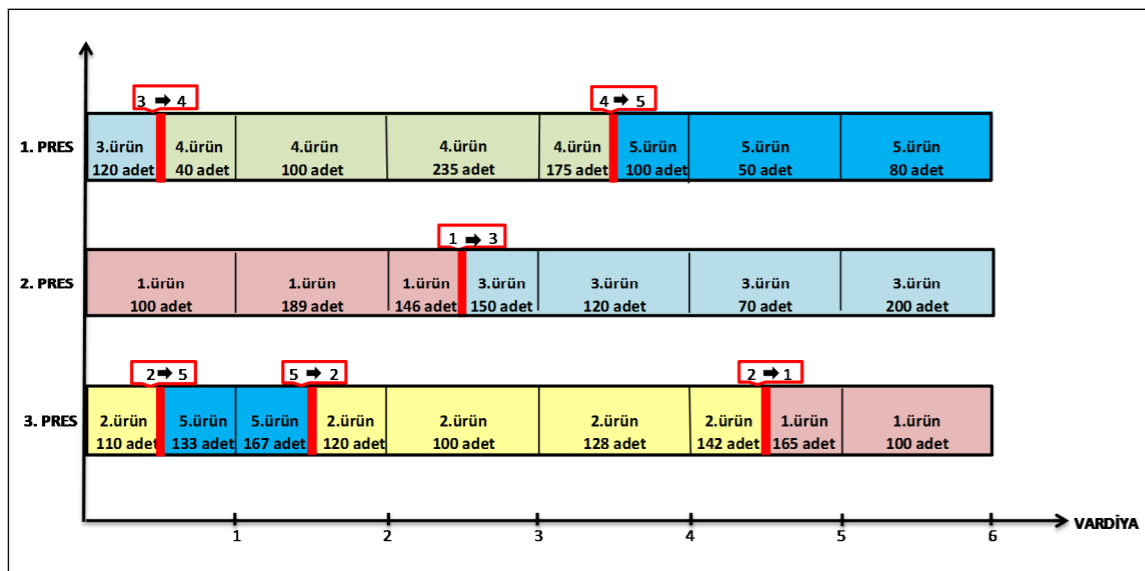 3 ➡ 4 4 ➡ 5
1. PRES
3.ürün 4.ürün 4.ürün 4.ürün 4.ürün 5.ürün 5.ürün 5.ürün
120 adet 40 adet 100 adet 235 adet 175 adet 100 adet 50 adet 80 adet
1 ➡ 3
2. PRES
1.ürün 1.ürün 1.ürün 3.ürün 3.ürün 3.ürün 3.ürün
100 adet 189 adet 146 adet 150 adet 120 adet 70 adet 200 adet
2 ➡ 5 5 ➡ 2 2 ➡ 1
3. PRES
2.ürün 5.ürün 5.ürün 2.ürün 2.ürün 2.ürün 2.ürün 1.ürün 1.ürün
110 adet 133 adet 167 adet 120 adet 100 adet 128 adet 142 adet 165 adet 100 adet
1 2 3 4 5 6
VARDİYA